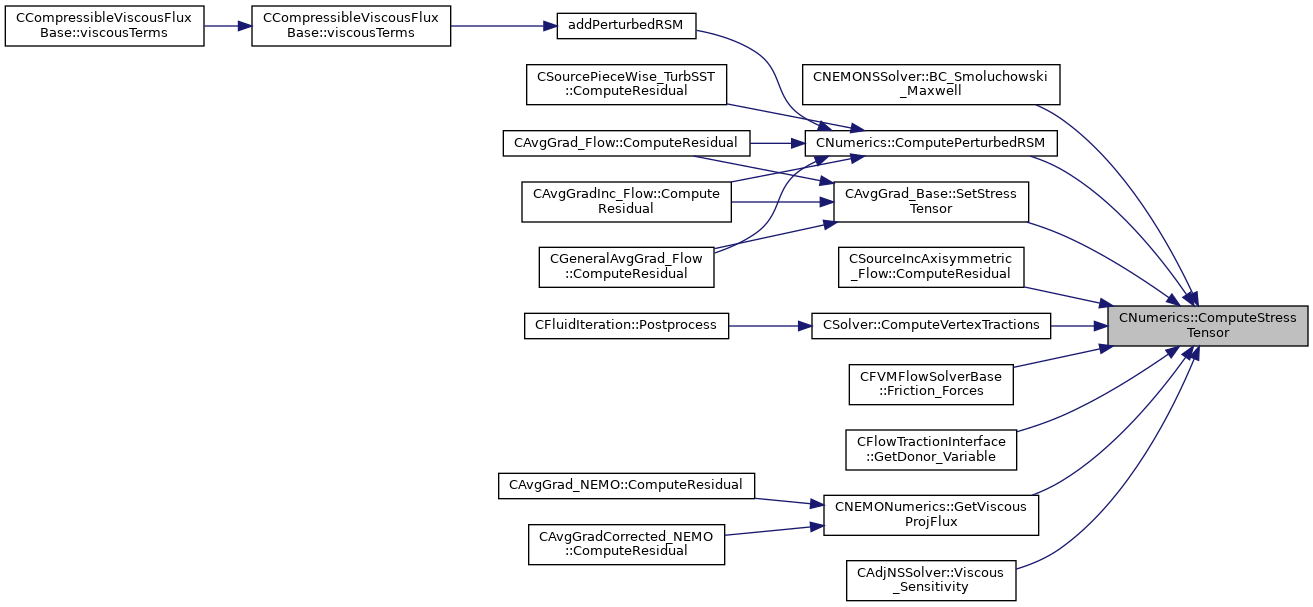 CCompressibleViscousFlux
Base::viscousTerms
CCompressibleViscousFlux
Base::viscousTerms
addPerturbedRSM
CSourcePieceWise_TurbSST
::ComputeResidual
CNEMONSSolver::BC_Smoluchowski
_Maxwell
CAvgGrad_Flow::ComputeResidual
CNumerics::ComputePerturbedRSM
CAvgGradInc_Flow::Compute
Residual
CAvgGrad_Base::SetStress
Tensor
CGeneralAvgGrad_Flow
::ComputeResidual
CSourceIncAxisymmetric
_Flow::ComputeResidual
CFluidIteration::Postprocess
CSolver::ComputeVertexTractions
CNumerics::ComputeStress
Tensor
CFVMFlowSolverBase
::Friction_Forces
CFlowTractionInterface
::GetDonor_Variable
CAvgGrad_NEMO::ComputeResidual
CAvgGradCorrected_NEMO
::ComputeResidual
CNEMONumerics::GetViscous
ProjFlux
CAdjNSSolver::Viscous
_Sensitivity